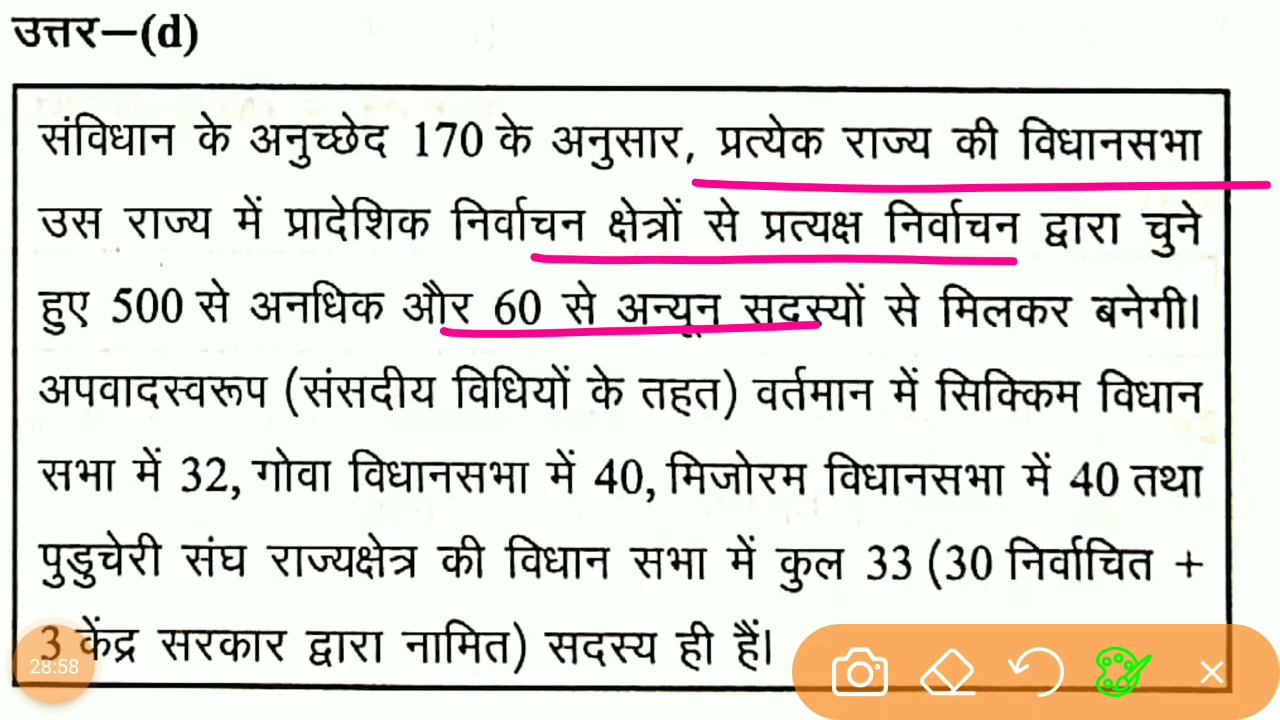 उत्तर–(d)
संविधान के अनुच्छेद 170 के अनुसार, प्रत्येक राज्य की विधानसभा
उस राज्य में प्रादेशिक निर्वाचन क्षेत्रों से प्रत्यक्ष निर्वाचन द्वारा चुने
हुए 500 से अनधिक और 60 से अन्यून सदस्यों से मिलकर बनेगी।
अपवादस्वरूप (संसदीय विधियों के तहत) वर्तमान में सिक्किम विधान
सभा में 32, गोवा विधानसभा में 40, मिजोरम विधानसभा में 40 तथा
पुडुचेरी संघ राज्यक्षेत्र की विधान सभा में कुल 33 (30 निर्वाचित +
3 केंद्र सरकार द्वारा नामित) सदस्य ही हैं।
28:58